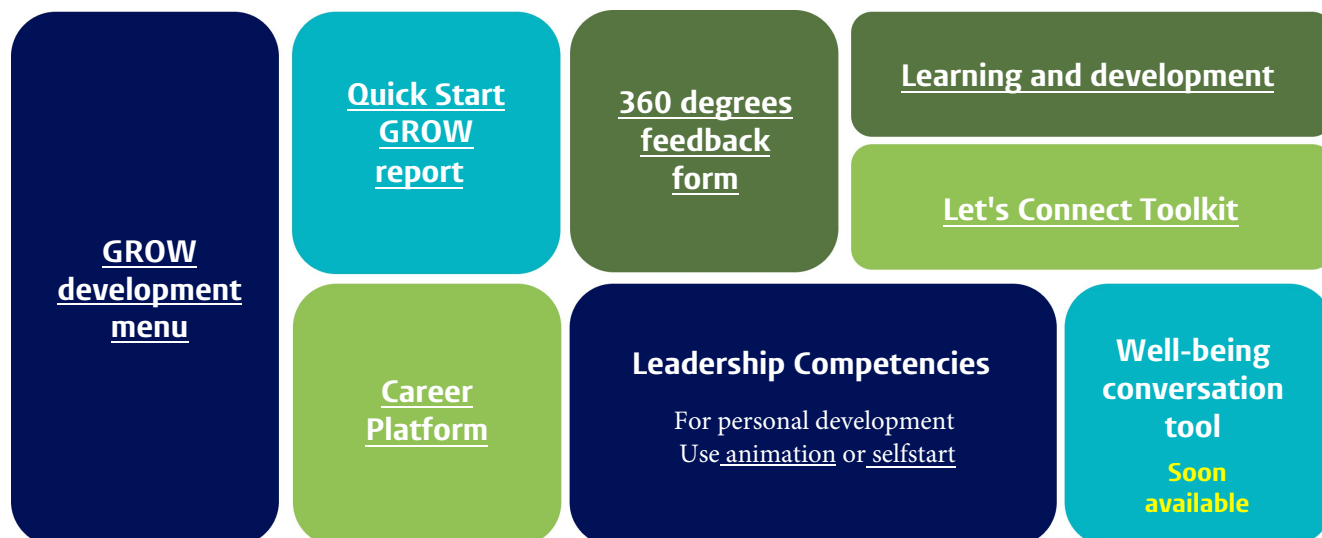 GROW
development
menu
Quick Start
GROW
report
360 degrees
feedback
form
Learning and development
Let's Connect Toolkit
Career
Platform
Leadership Competencies
For personal development
Use animation or selfstart
Well-being
conversation
tool
Soon
available